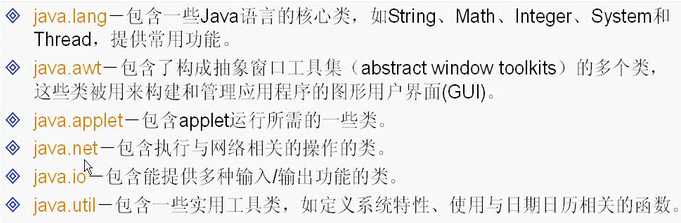 java.lang－包含一些Java语言的核心类，如String、Math、Integer、System和
Thread，提供常用功能。
java.awt－包含了构成抽象窗口工具集（abstract window toolkits）的多个类，
这些类被用来构建和管理应用程序的图形用户界面(GUI)。
java.applet－包含applet运行所需的一些类。
java.net－包含执行与网络相关的操作的类。
java.io－包含能提供多种输入/输出功能的类。
java.util－包含一些实用工具类，如定义系统特性、使用与日期日历相关的函数。